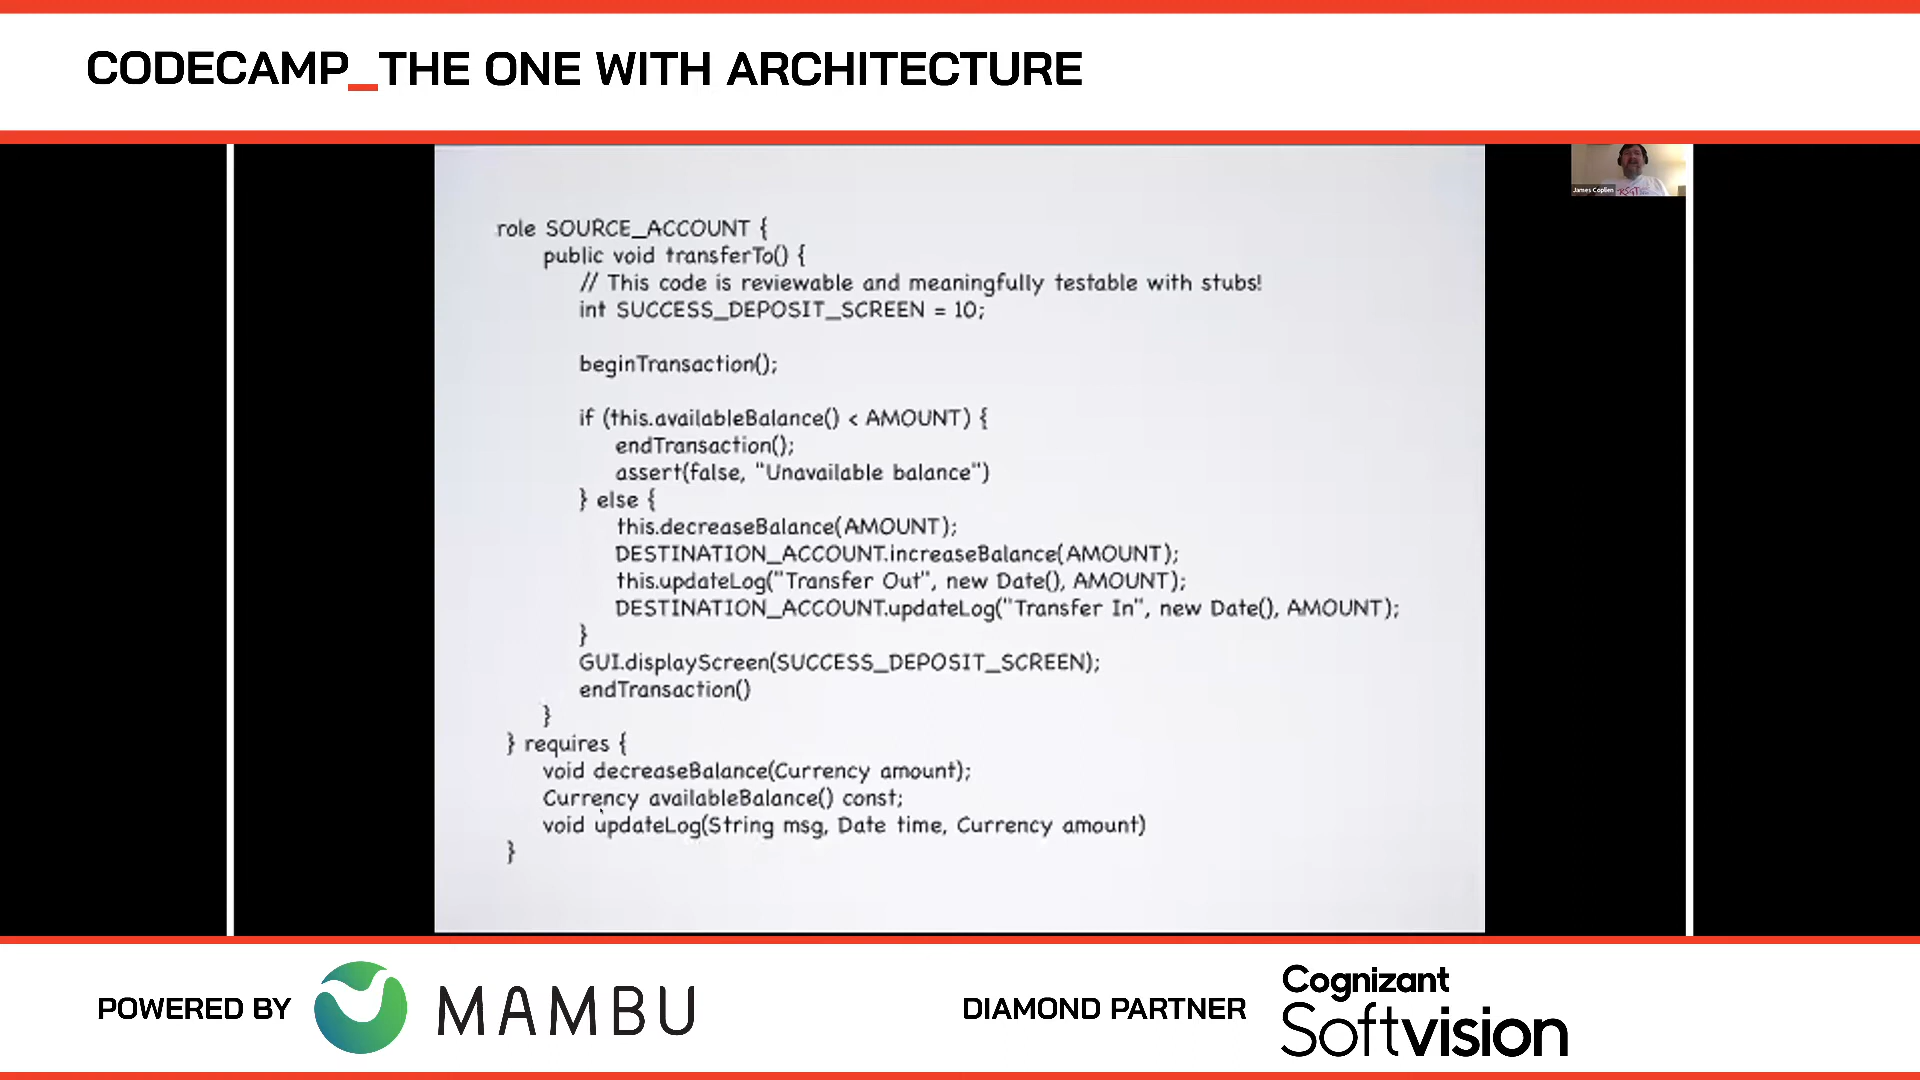 CODECAMP_THE ONE WITH ARCHITECTURE
James Coplien
role SOURCE_ACCOUNT {
public void transferTo() {
// This code is reviewable and meaningfully testable with stubs!
int SUCCESS_DEPOSIT_SCREEN = 10;
beginTransaction();
if (this.availableBalance() < AMOUNT) {
endTransaction();
assert(false, "Unavailable balance")
} else {
this.decreaseBalance(AMOUNT);
DESTINATION_ACCOUNT.increaseBalance(AMOUNT);
this.updateLog("Transfer Out", new Date(), AMOUNT);
DESTINATION_ACCOUNT.updateLog("Transfer In", new Date(), AMOUNT);
}
GUI.displayScreen(SUCCESS_DEPOSIT_SCREEN);
endTransaction()
}
} requires {
void decreaseBalance(Currency amount);
Currency availableBalance() const;
void updateLog(String msg, Date time, Currency amount)
}
POWERED BY
MAMBU
DIAMOND PARTNER
Cognizant
Softvision